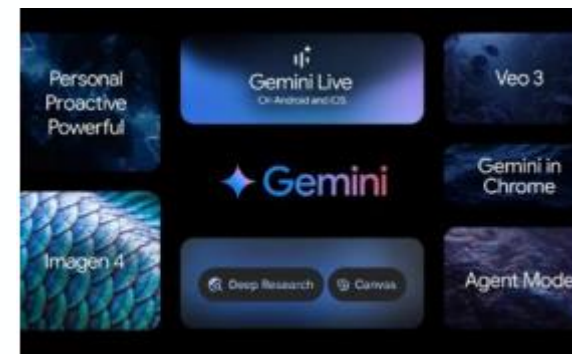 Personal
Proactive
Powerful
Gemini Live
On Android and iOS
Veo 3
Gemini
Gemini in
Chrome
Imagen 4
Deep Research
Canvas
Agent Mode